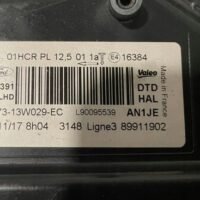 01HCR PL 12,5 01 1a E4 16384
391
LHD
Valeo
Made in France
DTD
HAL
73-13W029-EC L90095539 AN1JE
11/17 8h04 3148 Ligne3 89911902